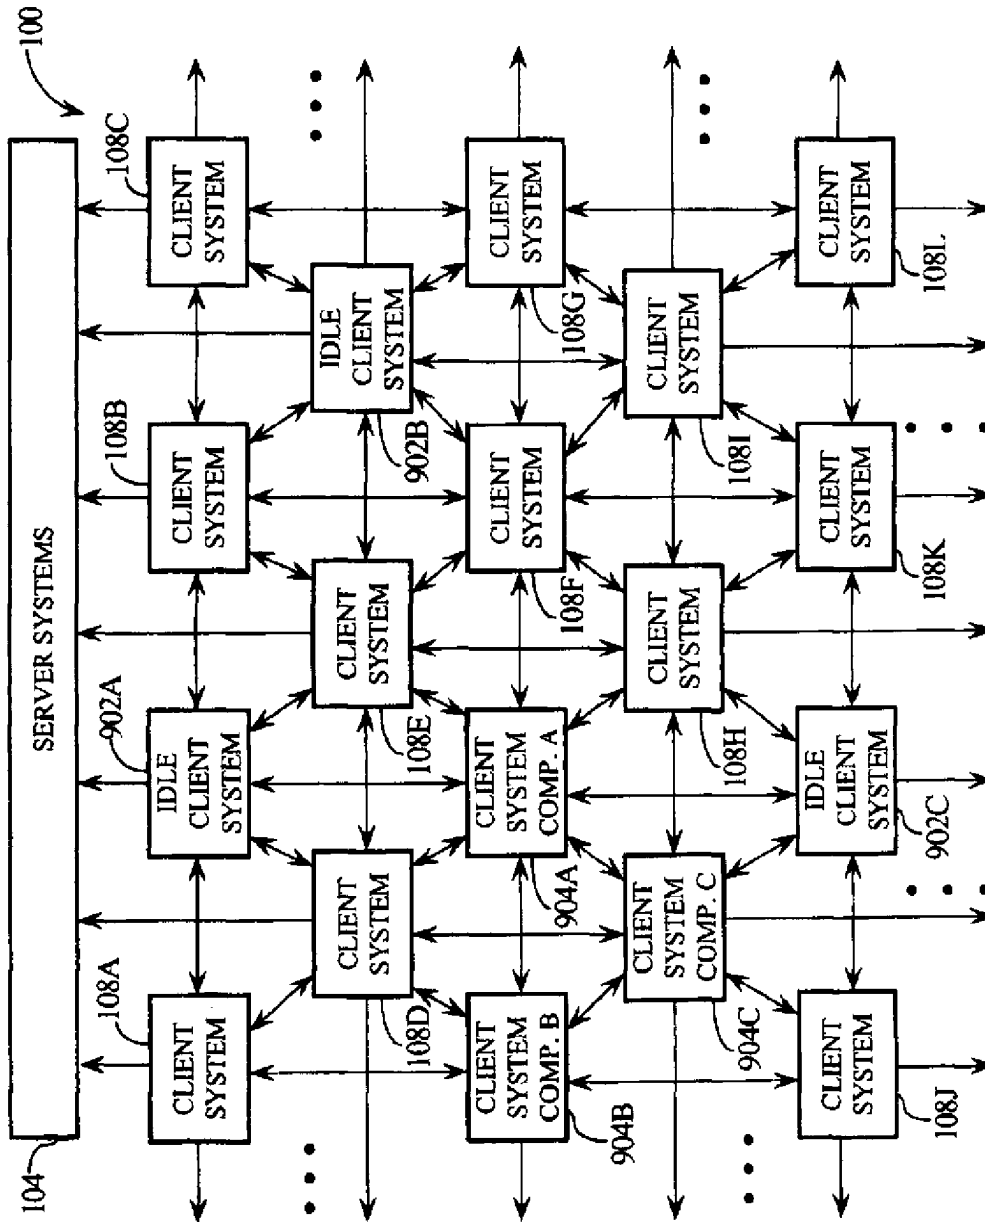 100
104
SERVER SYSTEMS
108A
902A
108B
108C
CLIENT
SYSTEM
IDLE
CLIENT
SYSTEM
CLIENT
SYSTEM
CLIENT
SYSTEM
CLIENT
SYSTEM
108D
CLIENT
SYSTEM
108E
IDLE
CLIENT
SYSTEM
902B
CLIENT
SYSTEM
COMP. B
904B
CLIENT
SYSTEM
COMP. A
904A
CLIENT
SYSTEM
108F
CLIENT
SYSTEM
108G
CLIENT
SYSTEM
COMP. C
904C
CLIENT
SYSTEM
108H
CLIENT
SYSTEM
108I
CLIENT
SYSTEM
108J
IDLE
CLIENT
SYSTEM
902C
CLIENT
SYSTEM
108K
CLIENT
SYSTEM
108L